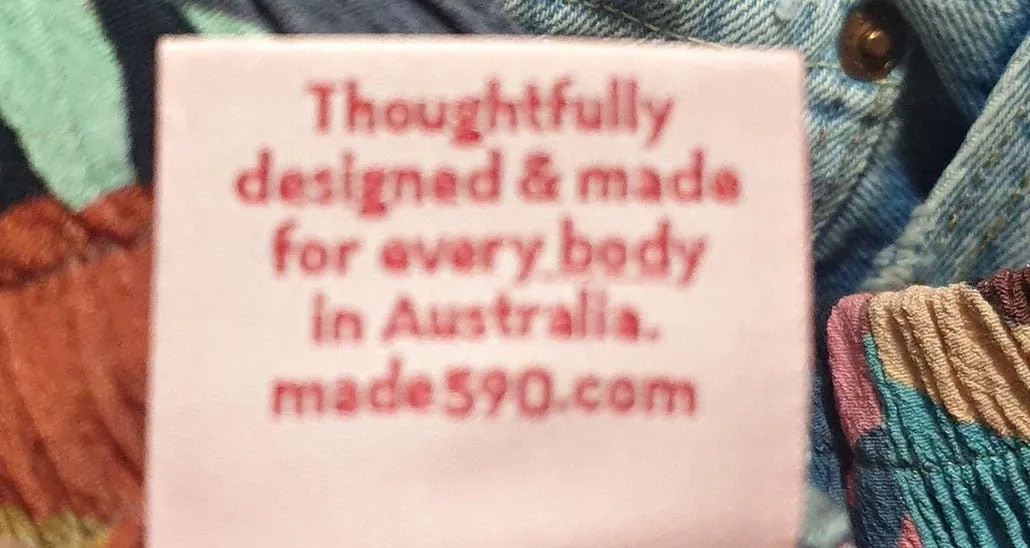 Thoughtfully
designed & made
for every body
in Australia.
made590.com